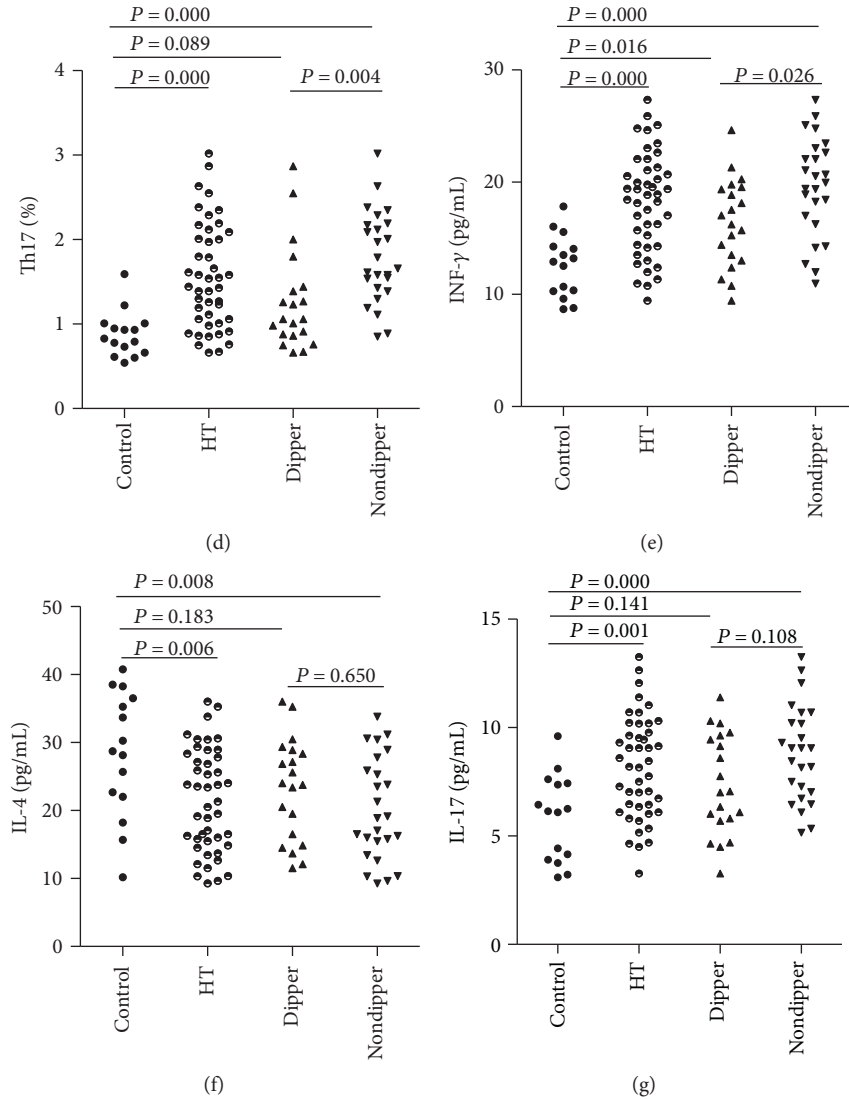 P = 0.000
P = 0.089
P = 0.000
P = 0.004
4
3
2
1
0
Th17 (%)
Control
HT
Dipper
Nondipper
(d)
P = 0.000
P = 0.016
P = 0.000
P = 0.026
30
20
10
0
INF-γ (pg/mL)
Control
HT
Dipper
Nondipper
(e)
P = 0.008
P = 0.183
P = 0.006
P = 0.650
50
40
30
20
10
0
IL-4 (pg/mL)
Control
HT
Dipper
Nondipper
(f)
P = 0.000
P = 0.141
P = 0.001
P = 0.108
15
10
5
0
IL-17 (pg/mL)
Control
HT
Dipper
Nondipper
(g)